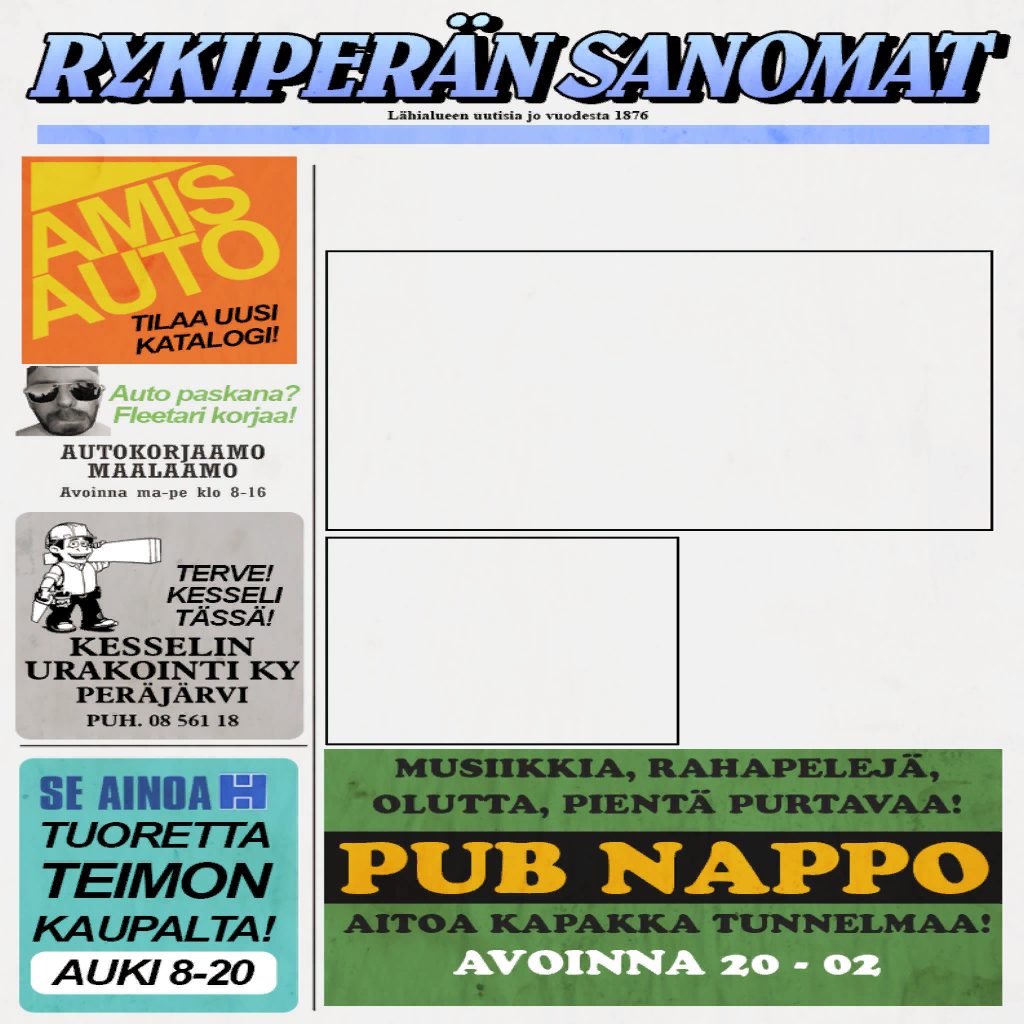 RYKIPERÄN SANOMAT
Lähialueen uutisia jo vuodesta 1876
AMIS
AUTO
TILAA UUSI
KATALOGI!
Auto paskana?
Fleetari korjaa!
AUTOKORJAAMO
MAALAAMO
Avoinna ma-pe klo 8-16
TERVE!
KESSELI
TÄSSÄ!
KESSELIN
URAKOINTI KY
PERÄJÄRVI
PUH. 08 561 18
SE AINOA H
TUORETTA
TEIMON
KAUPALTA!
AUKI 8-20
MUSIIKKIA, RAHAPELEJÄ,
OLUTTA, PIENTÄ PURTAVAA!
PUB NAPPO
AITOA KAPAKKA TUNNELMAA!
AVOINNA 20 - 02